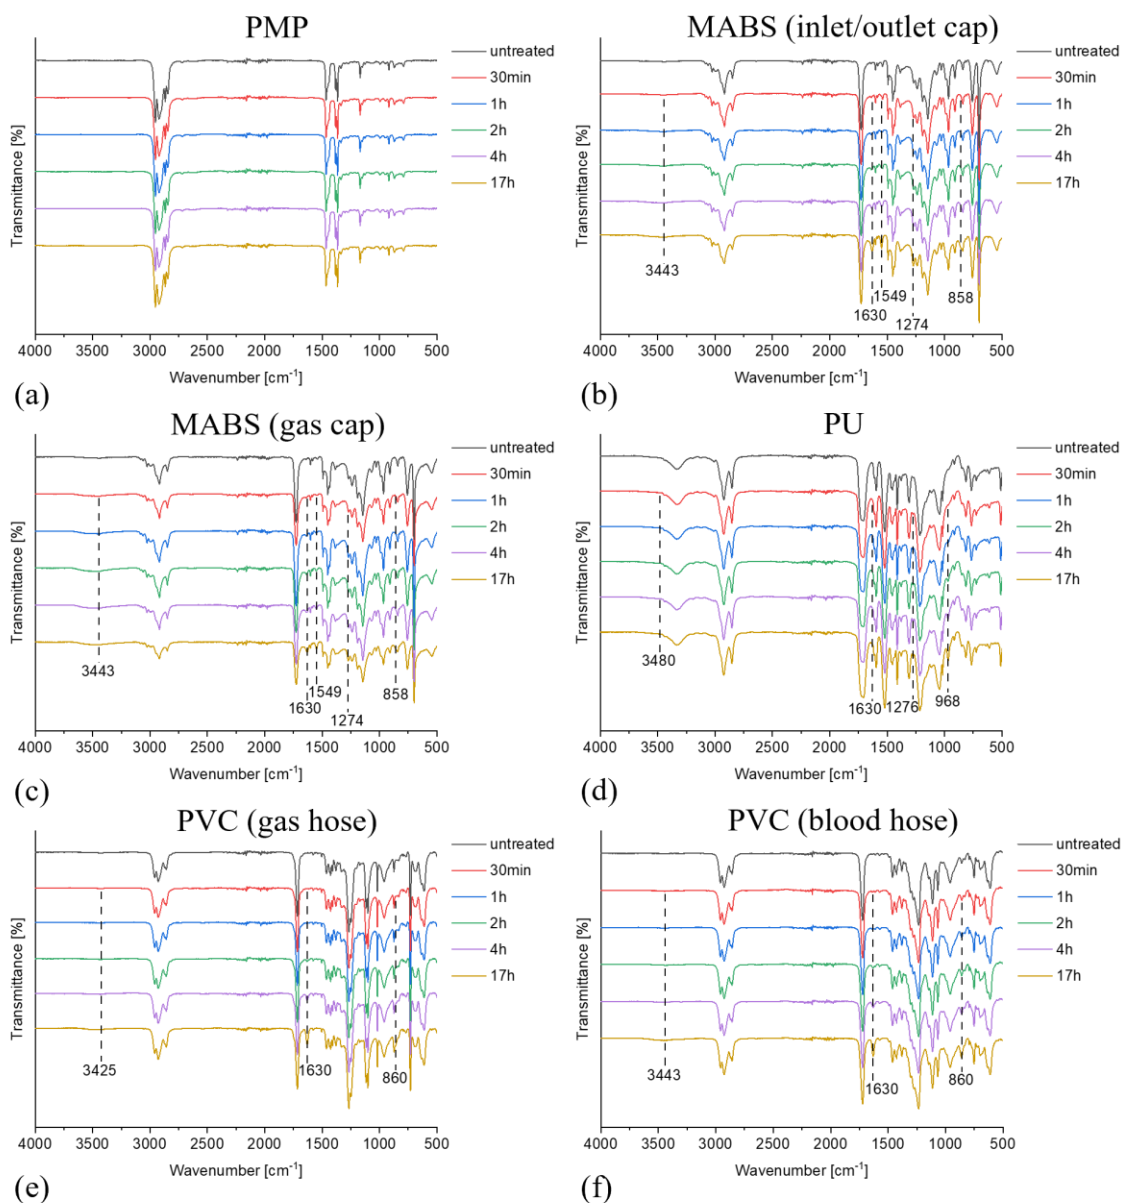 PMP
untreated
30min
1h
2h
4h
17h
Transmittance [%]
4000 3500 3000 2500 2000 1500 1000 500
Wavenumber [cm⁻¹]
(a)
MABS (inlet/outlet cap)
untreated
30min
1h
2h
4h
17h
Transmittance [%]
3443
1630
1549
1274
858
4000 3500 3000 2500 2000 1500 1000 500
Wavenumber [cm⁻¹]
(b)
MABS (gas cap)
untreated
30min
1h
2h
4h
17h
Transmittance [%]
3443
1630
1549
1274
858
4000 3500 3000 2500 2000 1500 1000 500
Wavenumber [cm⁻¹]
(c)
PU
untreated
30min
1h
2h
4h
17h
Transmittance [%]
3480
1630
1276
968
4000 3500 3000 2500 2000 1500 1000 500
Wavenumber [cm⁻¹]
(d)
PVC (gas hose)
untreated
30min
1h
2h
4h
17h
Transmittance [%]
3425
1630
860
4000 3500 3000 2500 2000 1500 1000 500
Wavenumber [cm⁻¹]
(e)
PVC (blood hose)
untreated
30min
1h
2h
4h
17h
Transmittance [%]
3443
1630
860
4000 3500 3000 2500 2000 1500 1000 500
Wavenumber [cm⁻¹]
(f)